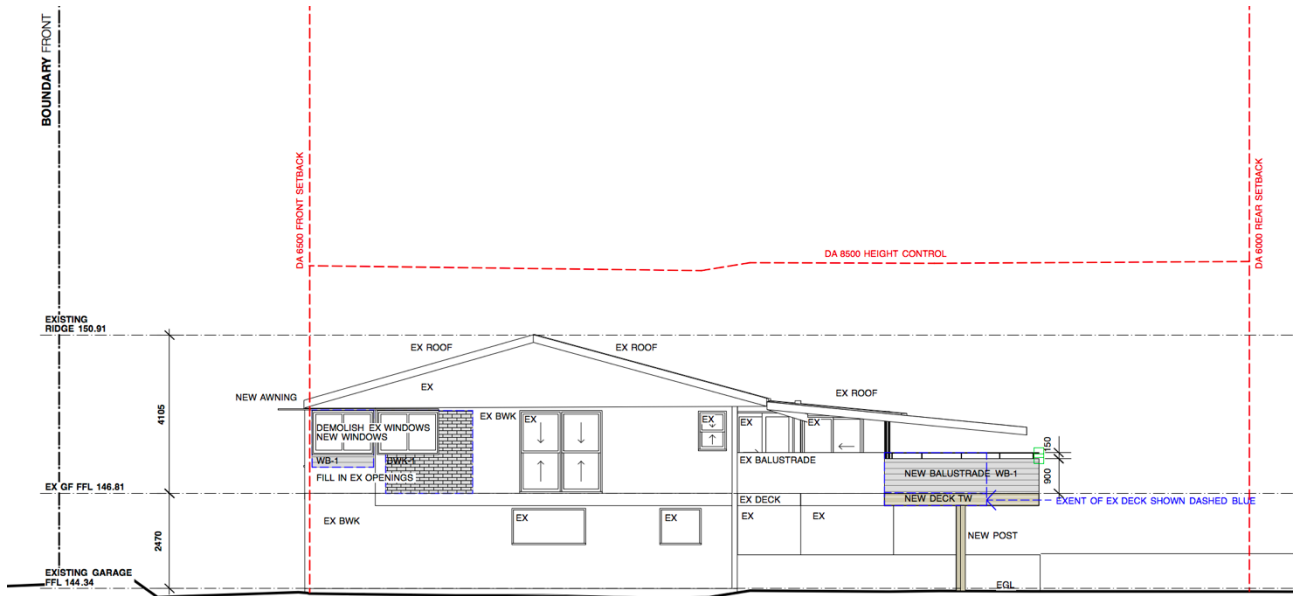 BOUNDARY FRONT
DA 6500 FRONT SETBACK
DA 8500 HEIGHT CONTROL
DA 6000 REAR SETBACK
EXISTING
RIDGE 150.91
EX ROOF
EX ROOF
EX ROOF
EX
NEW AWNING
4105
EX BWK
EX
EX
EX
EX
DEMOLISH EX WINDOWS
NEW WINDOWS
WB-1
BWK-1
FILL IN EX OPENINGS
EX BALUSTRADE
150
NEW BALUSTRADE WB-1
900
EX GF FFL 146.81
EX DECK
NEW DECK TW
EXENT OF EX DECK SHOWN DASHED BLUE
EX BWK
EX
EX
EX
EX
NEW POST
2470
EXISTING GARAGE
FFL 144.34
EGL